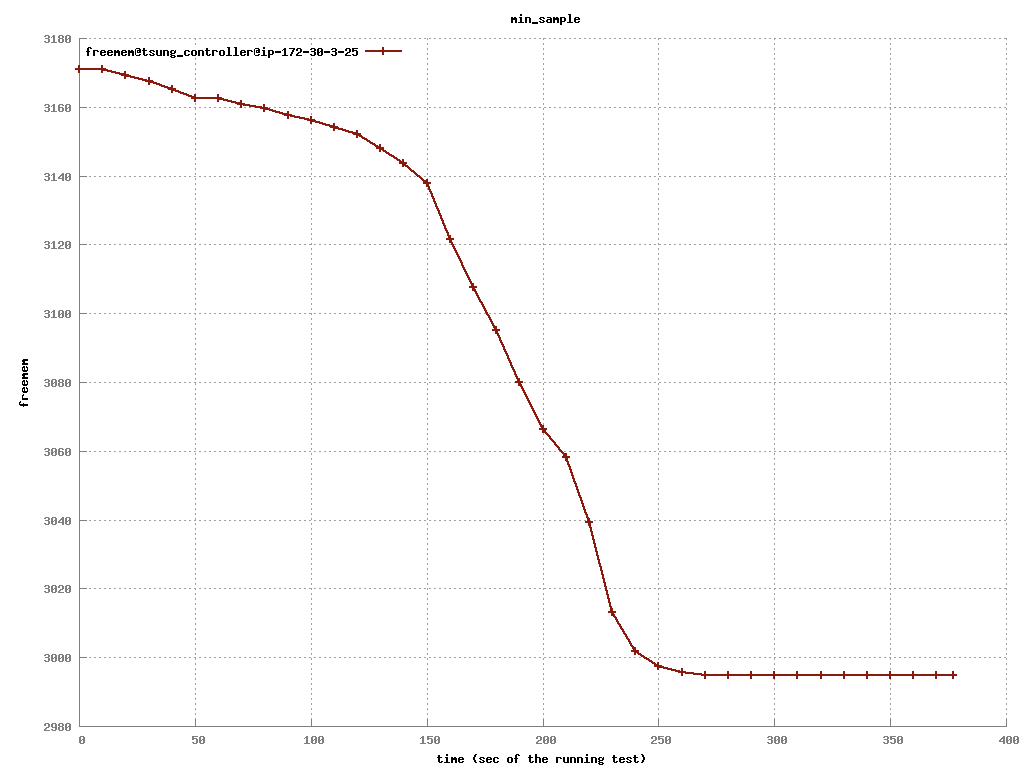 min_sample
freemem@tsung_controller@ip-172-30-3-25
3180
3160
3140
3120
3100
3080
3060
3040
3020
3000
2980
freemem
0 50 100 150 200 250 300 350 400
time (sec of the running test)